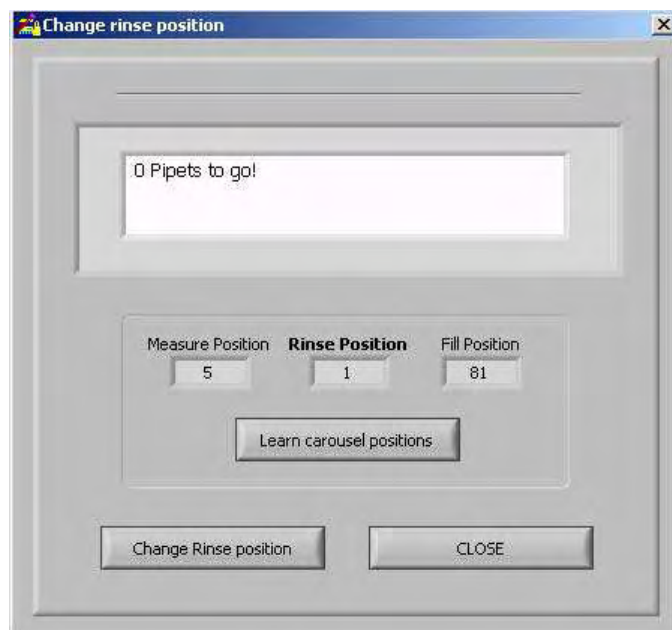 Change rinse position
0 Pipets to go!
Measure Position Rinse Position Fill Position
5 1 81
Learn carousel positions
Change Rinse position CLOSE